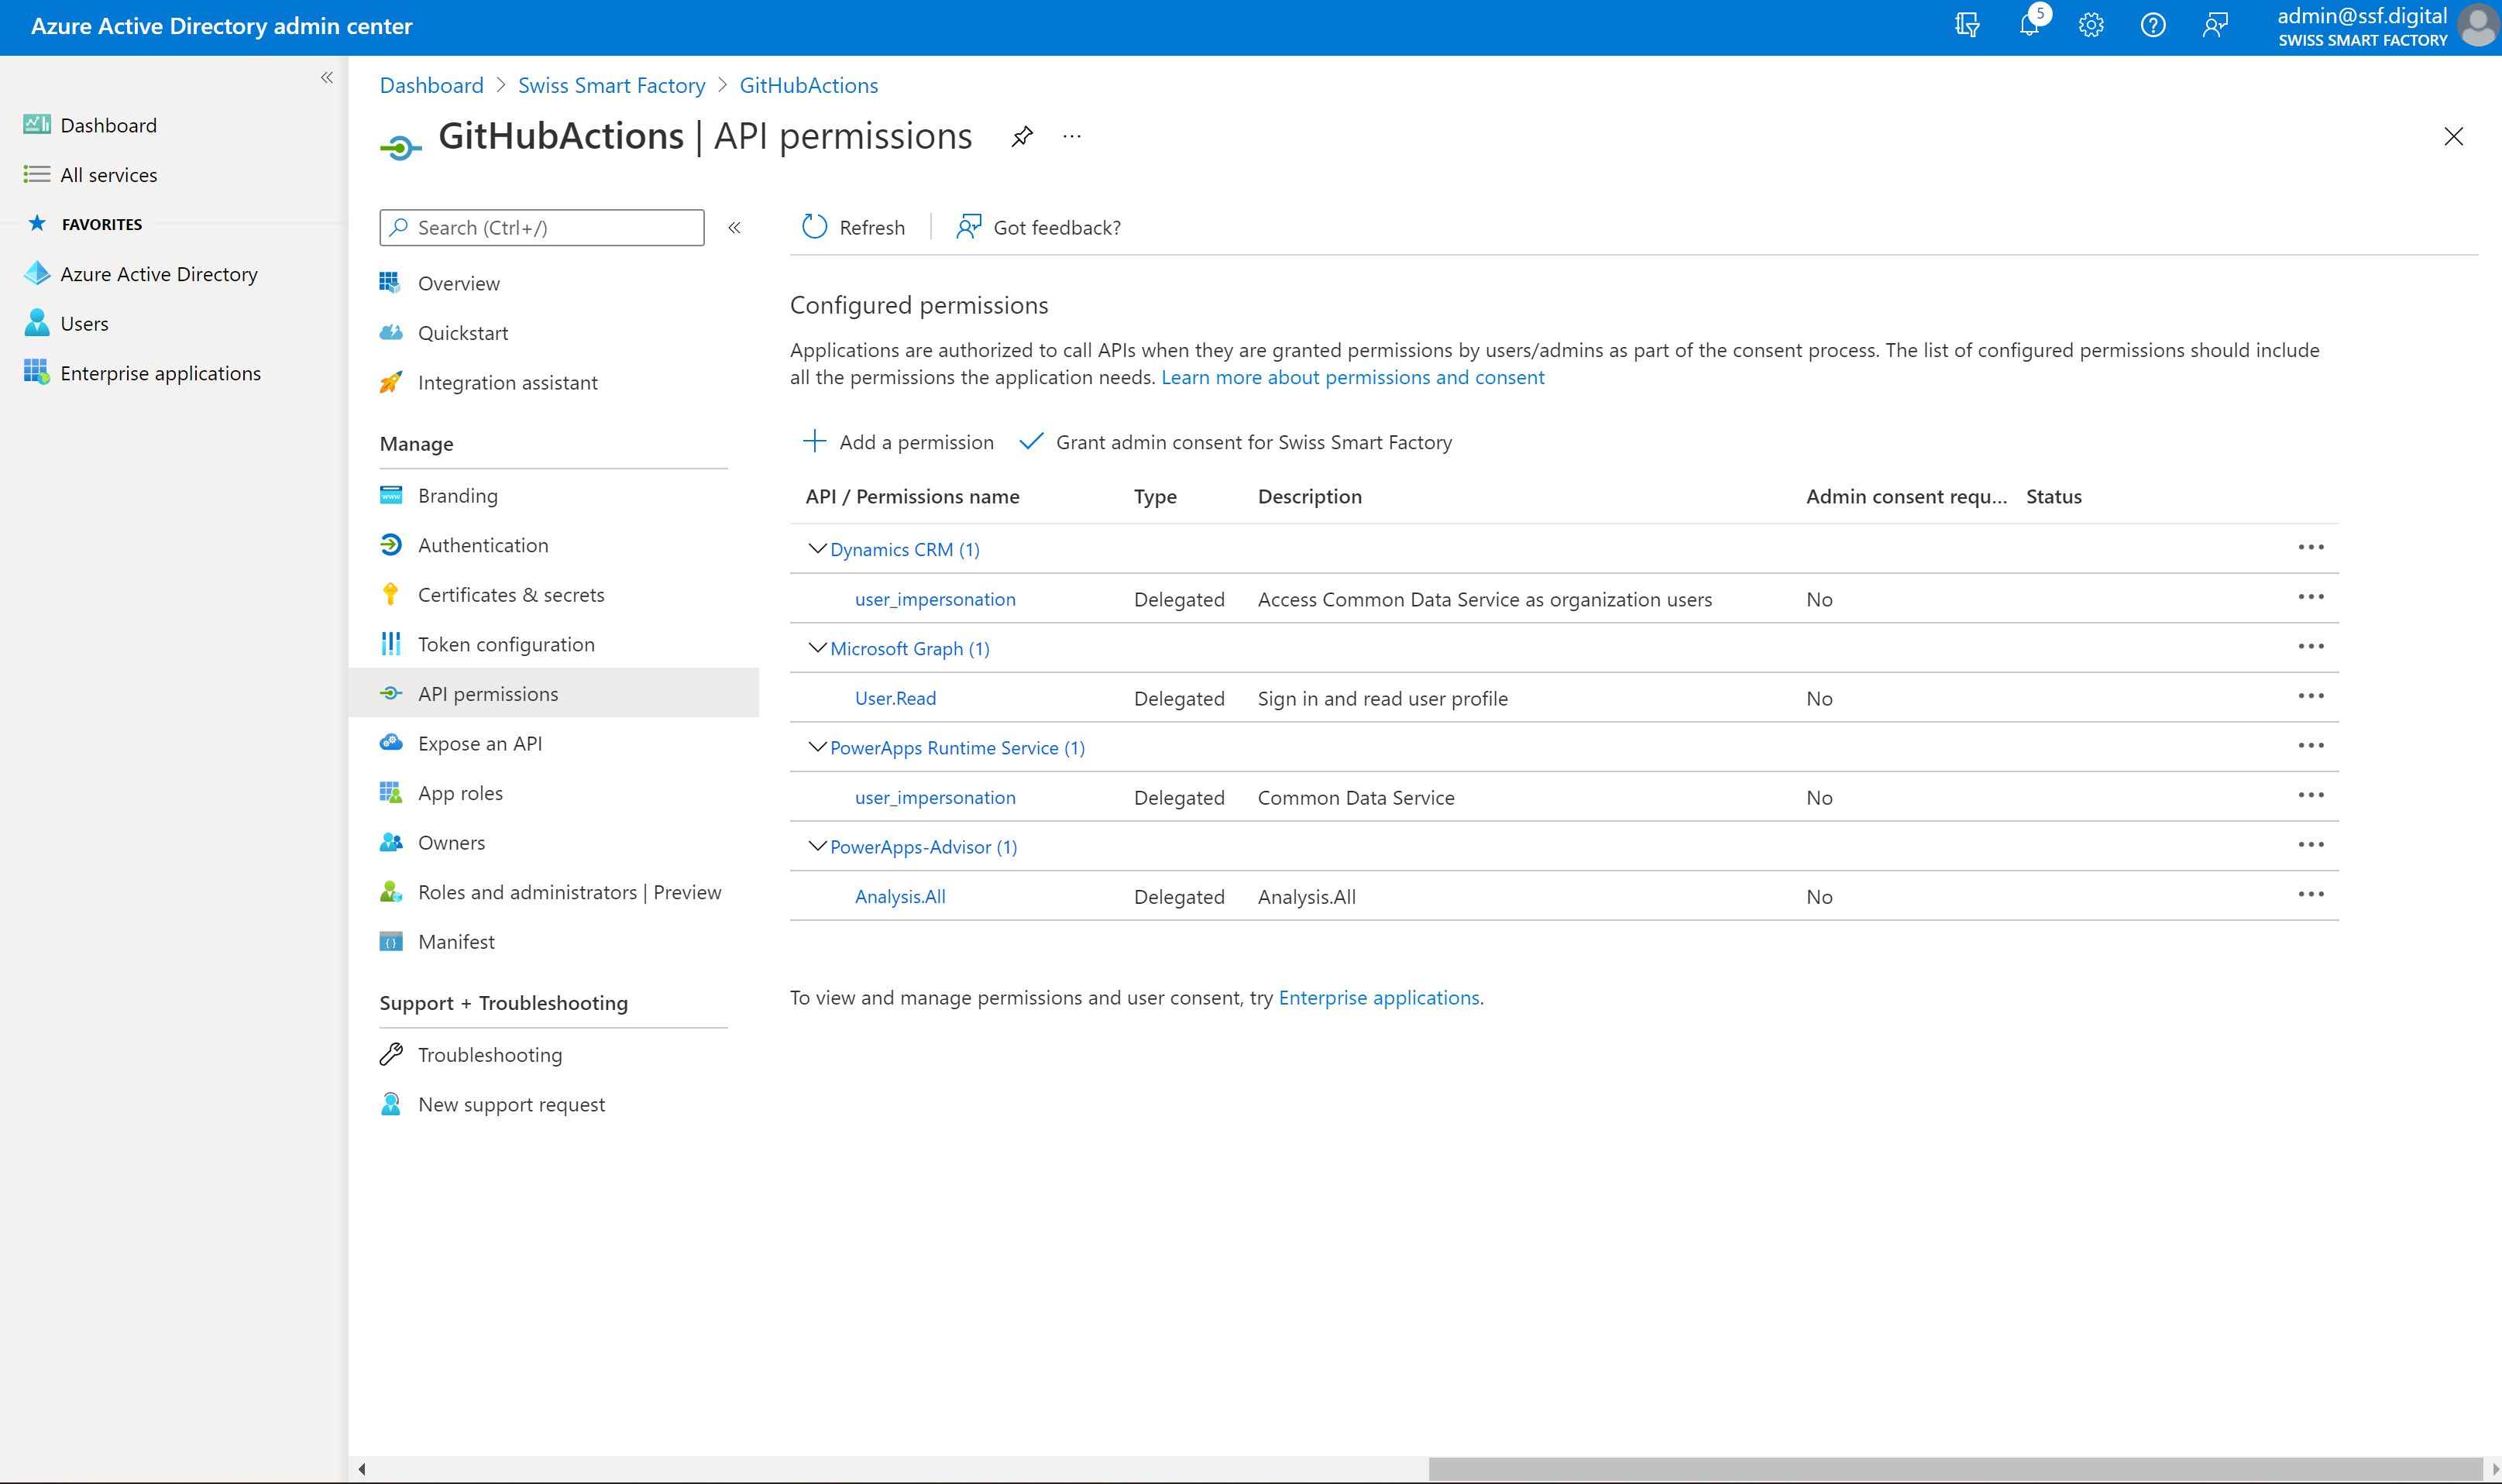 Azure Active Directory admin center
5
admin@ssf.digital
SWISS SMART FACTORY
Dashboard
All services
FAVORITES
Azure Active Directory
Users
Enterprise applications
Dashboard > Swiss Smart Factory > GitHubActions
GitHubActions | API permissions
Search (Ctrl+/)
Overview
Quickstart
Integration assistant
Manage
Branding
Authentication
Certificates & secrets
Token configuration
API permissions
Expose an API
App roles
Owners
Roles and administrators | Preview
Manifest
Support + Troubleshooting
Troubleshooting
New support request
Refresh
Got feedback?
Configured permissions
Applications are authorized to call APIs when they are granted permissions by users/admins as part of the consent process. The list of configured permissions should include
all the permissions the application needs. Learn more about permissions and consent
Add a permission
Grant admin consent for Swiss Smart Factory
API / Permissions name Type Description Admin consent requ... Status
Dynamics CRM (1)
user_impersonation Delegated Access Common Data Service as organization users No
Microsoft Graph (1)
User.Read Delegated Sign in and read user profile No
PowerApps Runtime Service (1)
user_impersonation Delegated Common Data Service No
PowerApps-Advisor (1)
Analysis.All Delegated Analysis.All No
To view and manage permissions and user consent, try Enterprise applications.